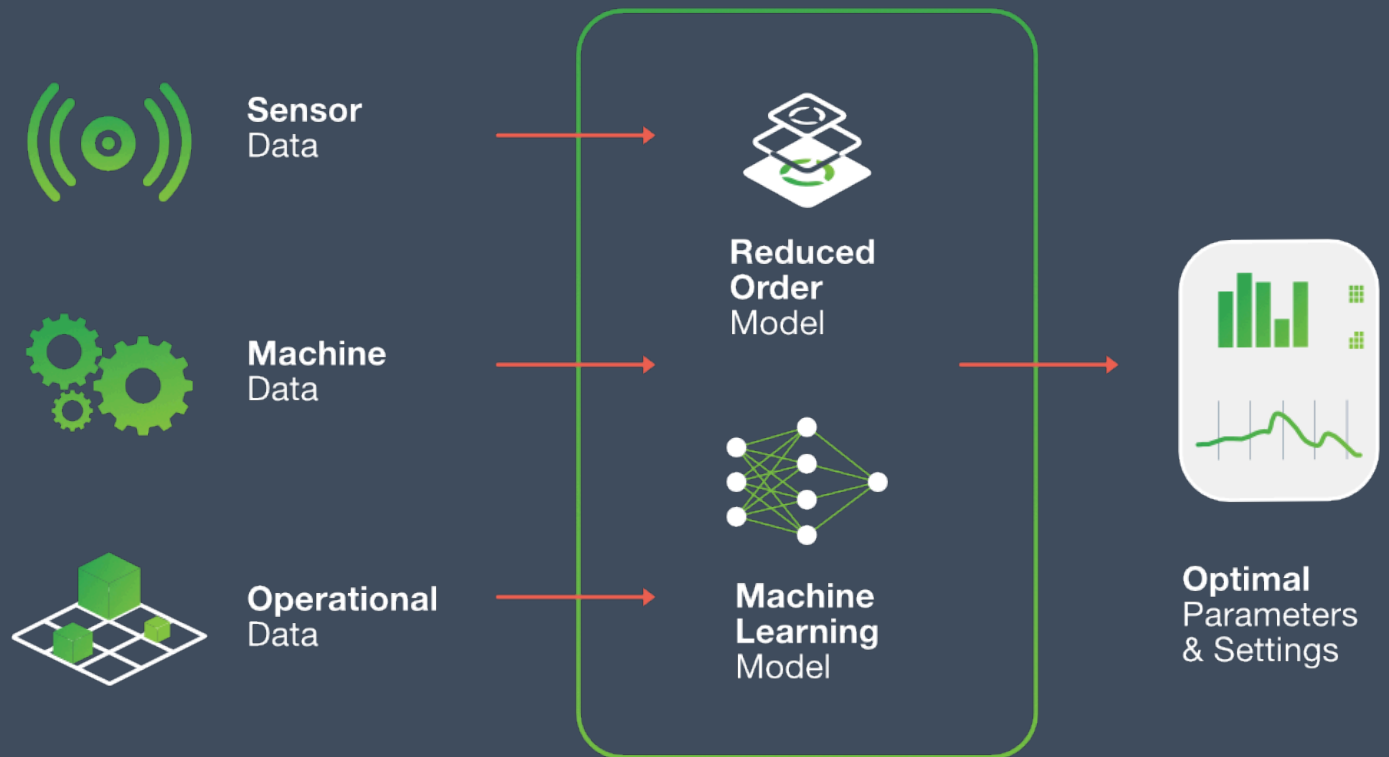 Sensor
Data
Machine
Data
Operational
Data
Reduced
Order
Model
Machine
Learning
Model
Optimal
Parameters
& Settings